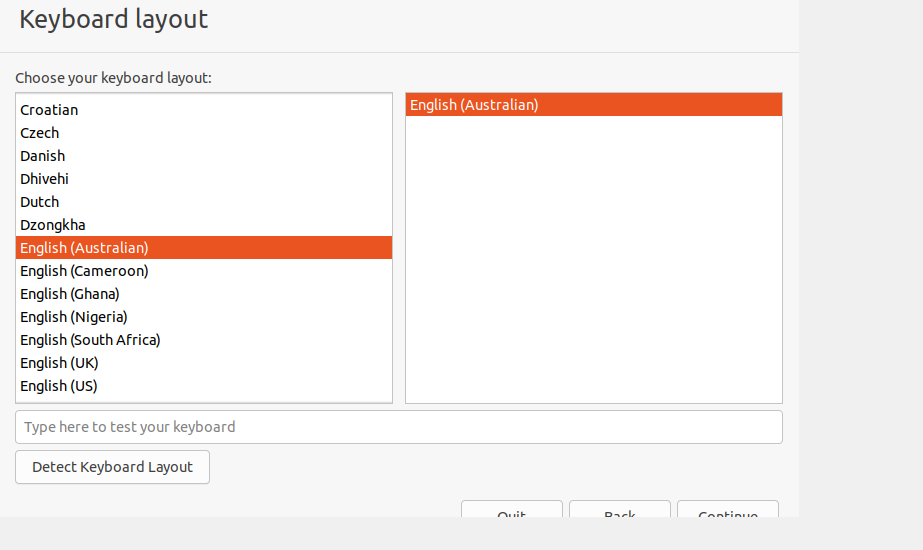 Keyboard layout
Choose your keyboard layout:
Croatian
Czech
Danish
Dhivehi
Dutch
Dzongkha
English (Australian)
English (Cameroon)
English (Ghana)
English (Nigeria)
English (South Africa)
English (UK)
English (US)
English (Australian)
Type here to test your keyboard
Detect Keyboard Layout
Quit Back Continue